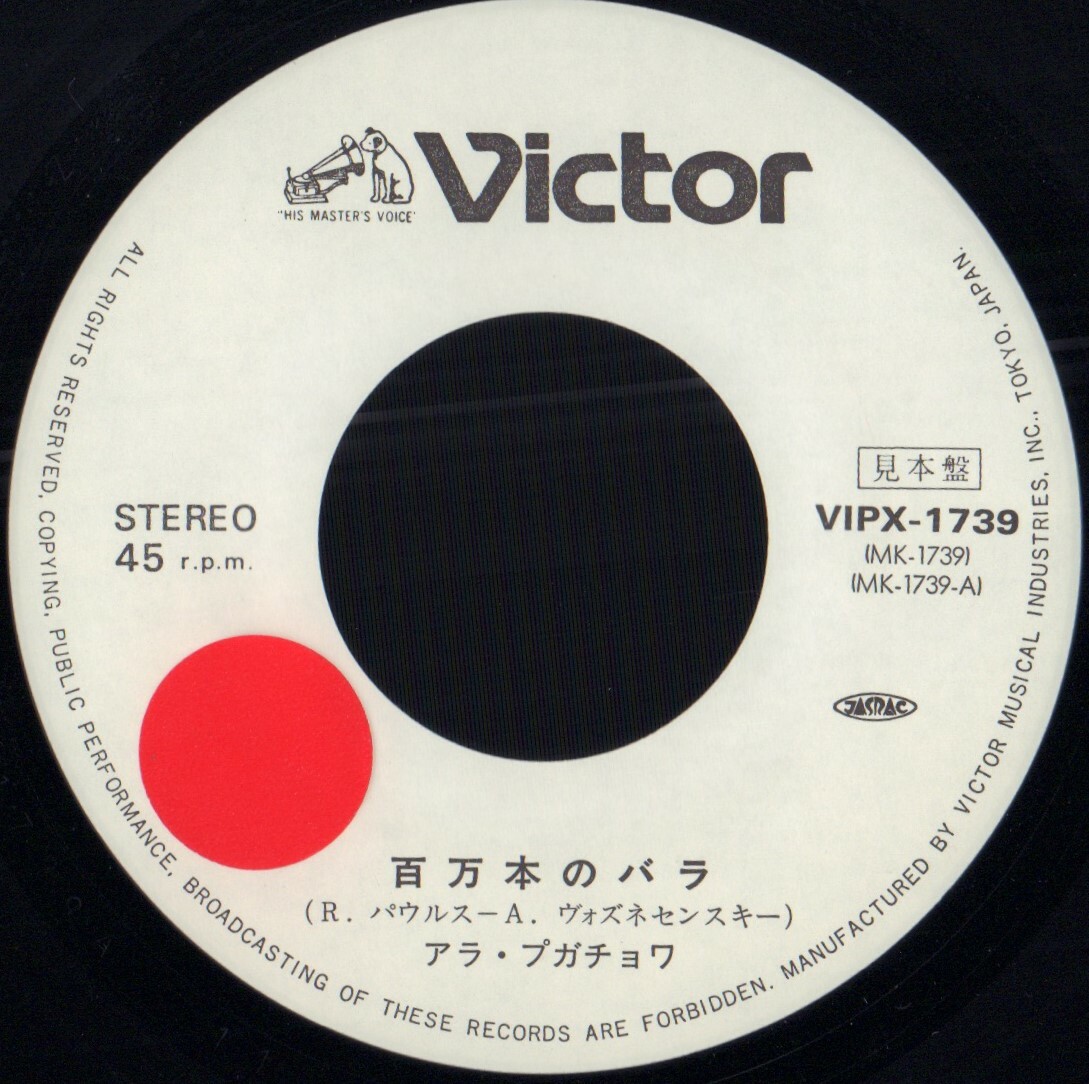 "HIS MASTER'S VOICE"
Victor
STEREO
45 r.p.m.
見本盤
VIPX-1739
(MK-1739)
(MK-1739-A)
JASRAC
百万本のバラ
(R. パウルス－A. ヴォズネセンスキー)
アラ・プガチョワ
ALL RIGHTS RESERVED, COPYING, PUBLIC PERFORMANCE, BROADCASTING OF THESE RECORDS ARE FORBIDDEN. MANUFACTURED BY VICTOR MUSICAL INDUSTRIES, INC., TOKYO, JAPAN.